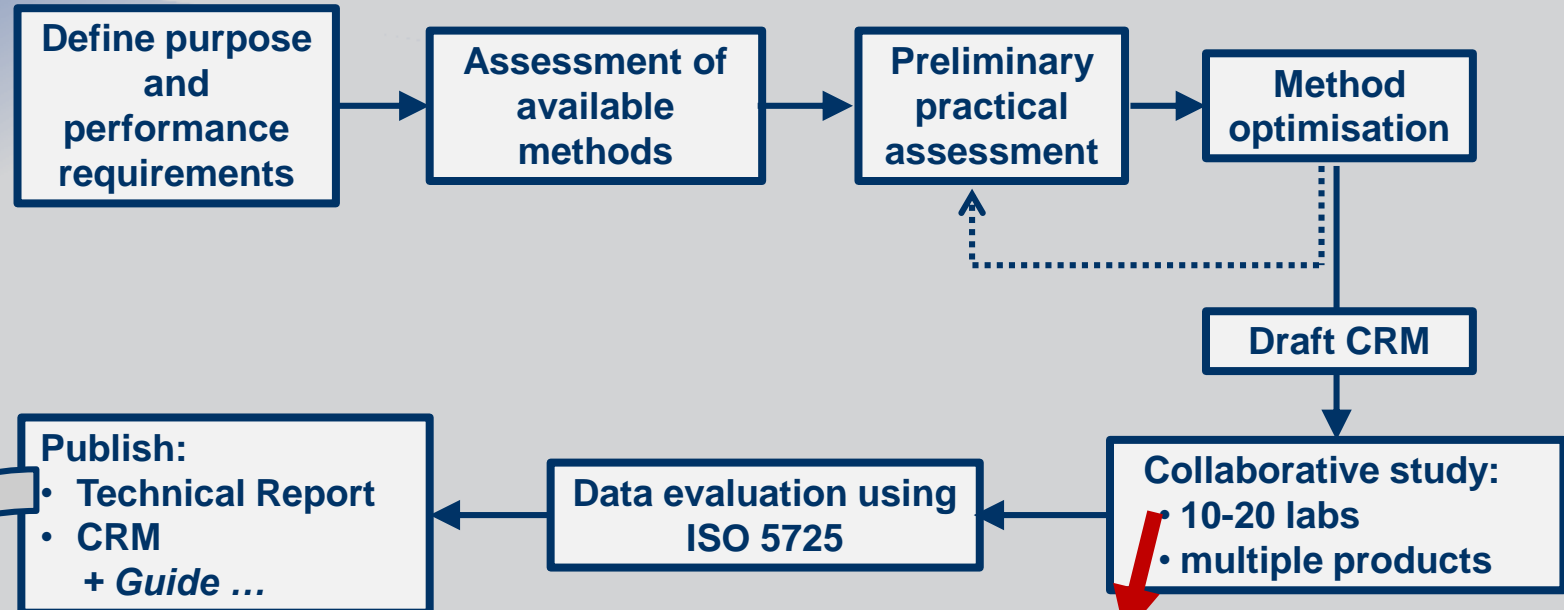 Define purpose
and
performance
requirements
Assessment of
available
methods
Preliminary
practical
assessment
Method
optimisation
Draft CRM
Collaborative study:
• 10-20 labs
• multiple products
Data evaluation using
ISO 5725
Publish:
• Technical Report
• CRM
+ Guide …